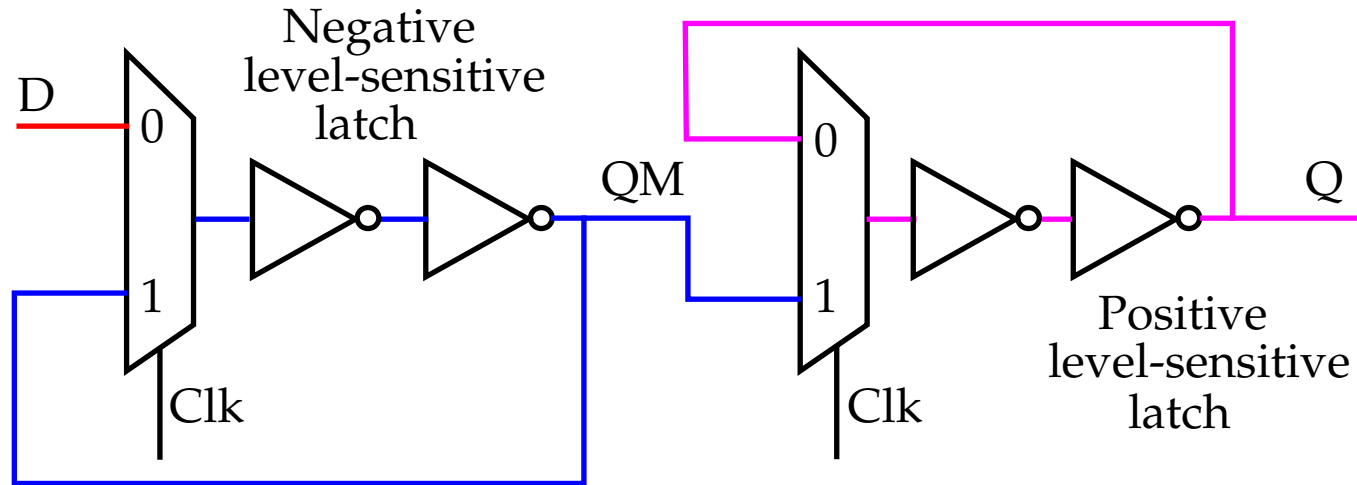 Negative
level-sensitive
latch
D
0
1
Clk
QM
0
1
Clk
Q
Positive
level-sensitive
latch